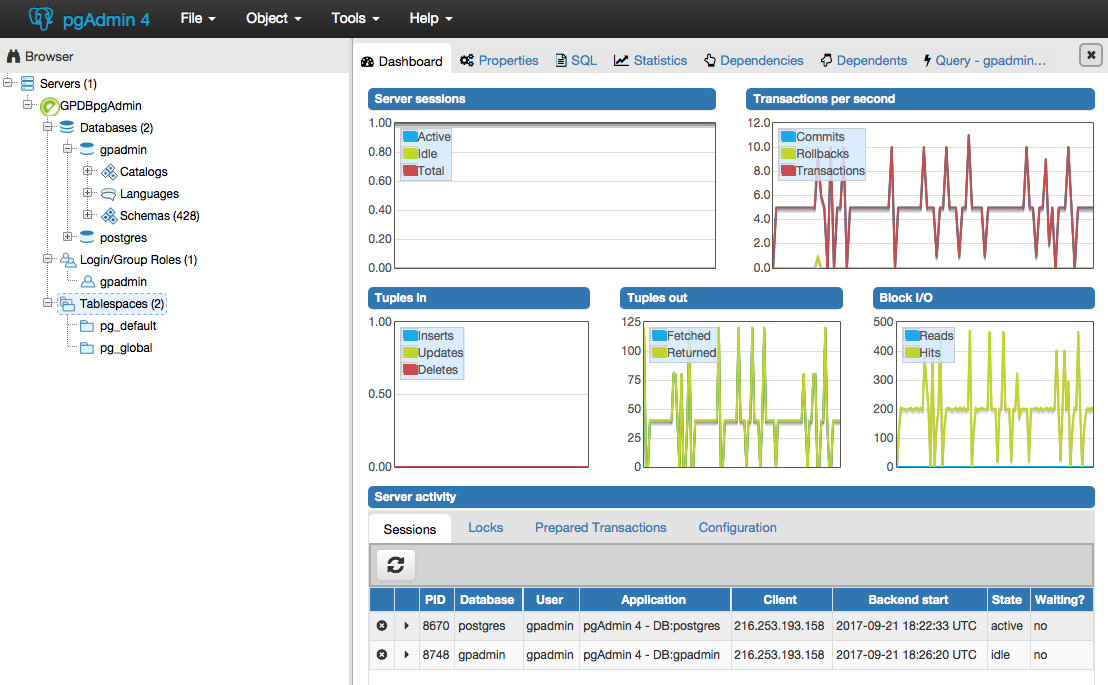 pgAdmin 4 File Object Tools Help
Browser
Servers (1)
GPDBpgAdmin
Databases (2)
gpadmin
Catalogs
Languages
Schemas (428)
postgres
Login/Group Roles (1)
gpadmin
Tablespaces (2)
pg_default
pg_global
Dashboard Properties SQL Statistics Dependencies Dependents Query - gpadmin...
Server sessions
1.00
0.80
0.60
0.40
0.20
0.00
Active
Idle
Total
Transactions per second
12.0
10.0
8.0
6.0
4.0
2.0
0.0
Commits
Rollbacks
Transactions
Tuples in
1.00
0.50
0.00
Inserts
Updates
Deletes
Tuples out
125
100
75
50
25
0
Fetched
Returned
Block I/O
500
400
300
200
100
0
Reads
Hits
Server activity
Sessions Locks Prepared Transactions Configuration
PID Database User Application Client Backend start State Waiting?
8670 postgres gpadmin pgAdmin 4 - DB:postgres 216.253.193.158 2017-09-21 18:22:33 UTC active no
8748 gpadmin gpadmin pgAdmin 4 - DB:gpadmin 216.253.193.158 2017-09-21 18:26:20 UTC idle no